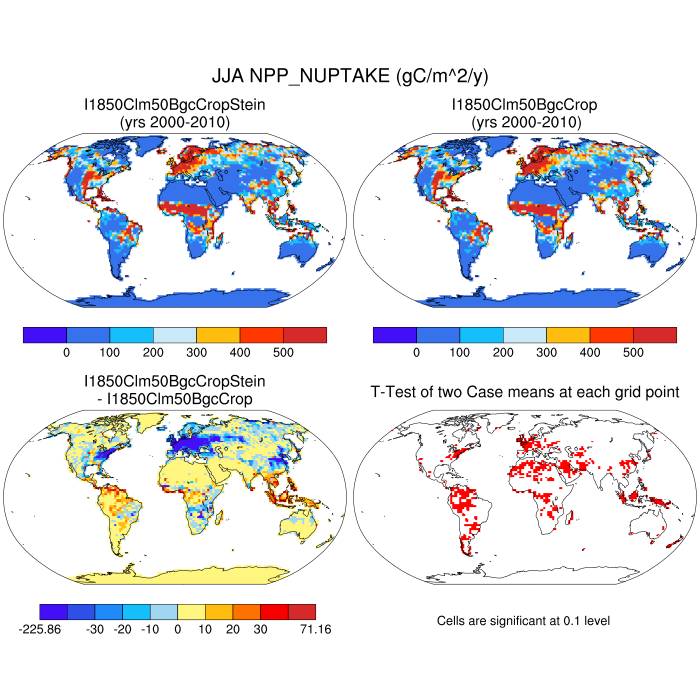 JJA NPP_NUPTAKE (gC/m^2/y)
I1850Clm50BgcCropStein
(yrs 2000-2010)
I1850Clm50BgcCrop
(yrs 2000-2010)
0 100 200 300 400 500
0 100 200 300 400 500
I1850Clm50BgcCropStein
- I1850Clm50BgcCrop
T-Test of two Case means at each grid point
-225.86 -30 -20 -10 0 10 20 30 71.16
Cells are significant at 0.1 level